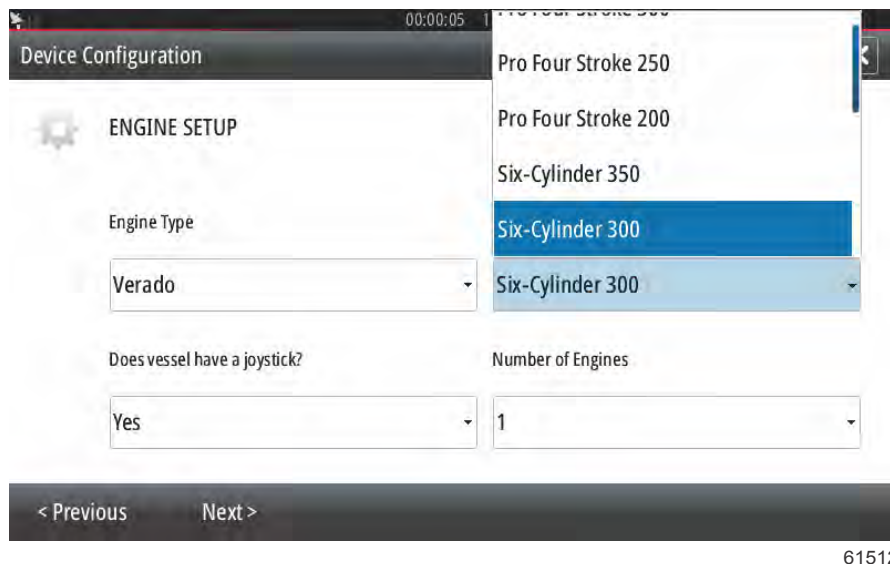 00:00:05
Device Configuration
Pro Four Stroke 250
ENGINE SETUP
Pro Four Stroke 200
Six-Cylinder 350
Engine Type
Six-Cylinder 300
Verado
Six-Cylinder 300
Does vessel have a joystick?
Number of Engines
Yes
1
< Previous
Next >